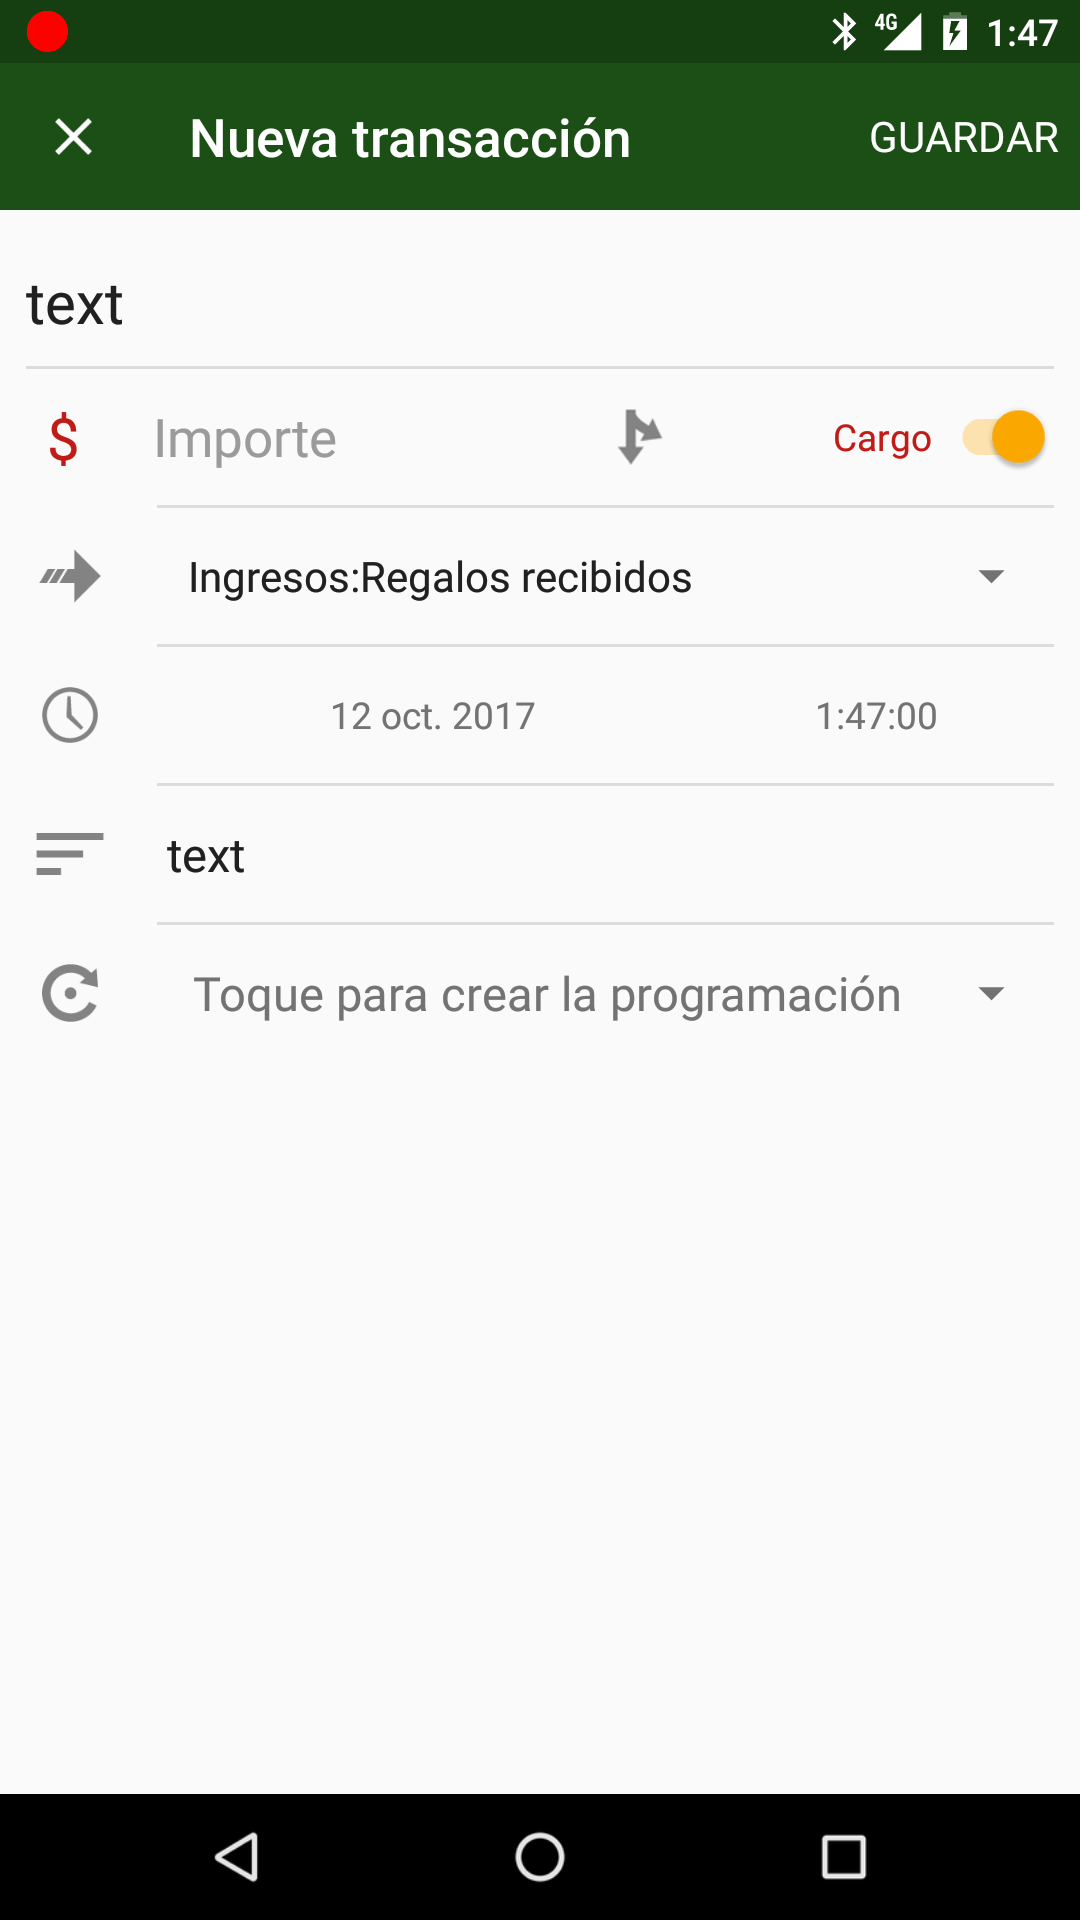 4G 1:47
Nueva transacción GUARDAR
text
$ Importe Cargo
Ingresos:Regalos recibidos
12 oct. 2017 1:47:00
text
Toque para crear la programación